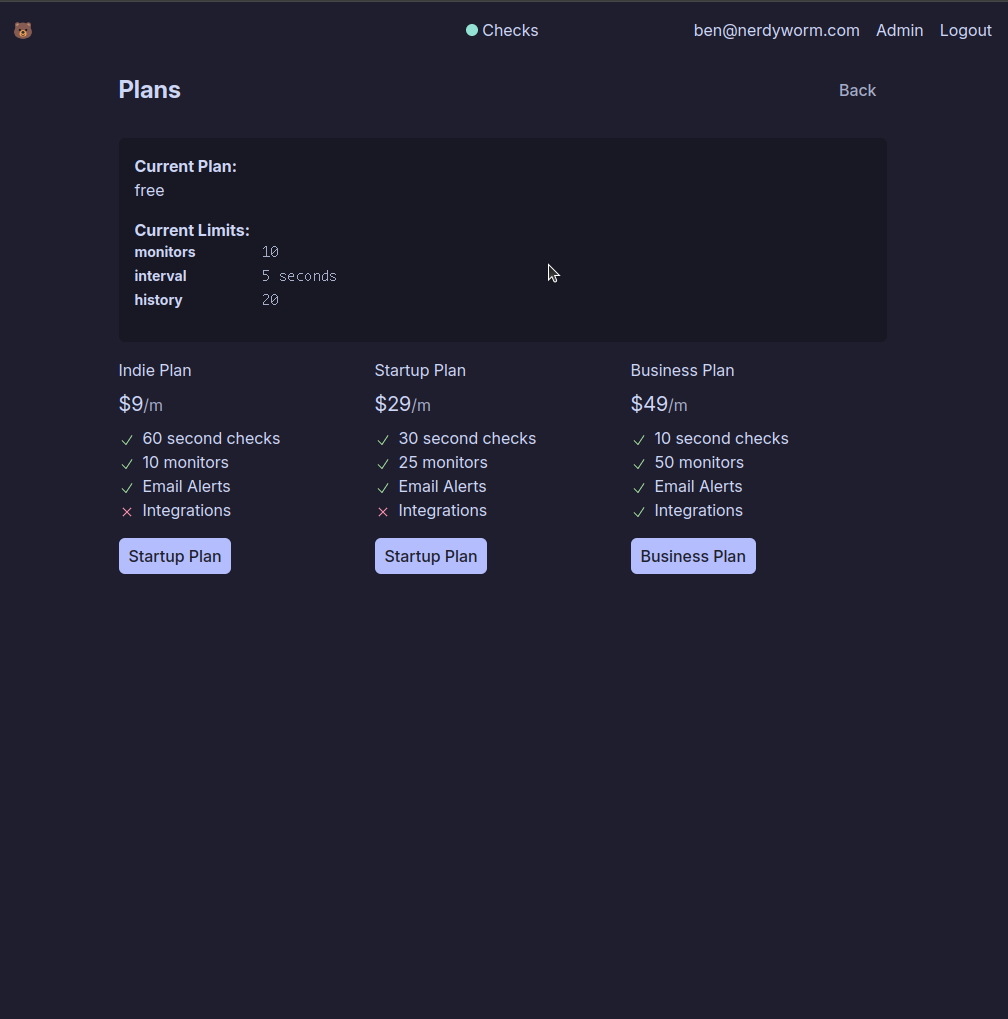 Checks
ben@nerdyworm.com Admin Logout
Plans
Back
Current Plan:
free
Current Limits:
monitors 10
interval 5 seconds
history 20
Indie Plan
$9/m
60 second checks
10 monitors
Email Alerts
Integrations
Startup Plan
Startup Plan
$29/m
30 second checks
25 monitors
Email Alerts
Integrations
Startup Plan
Business Plan
$49/m
10 second checks
50 monitors
Email Alerts
Integrations
Business Plan